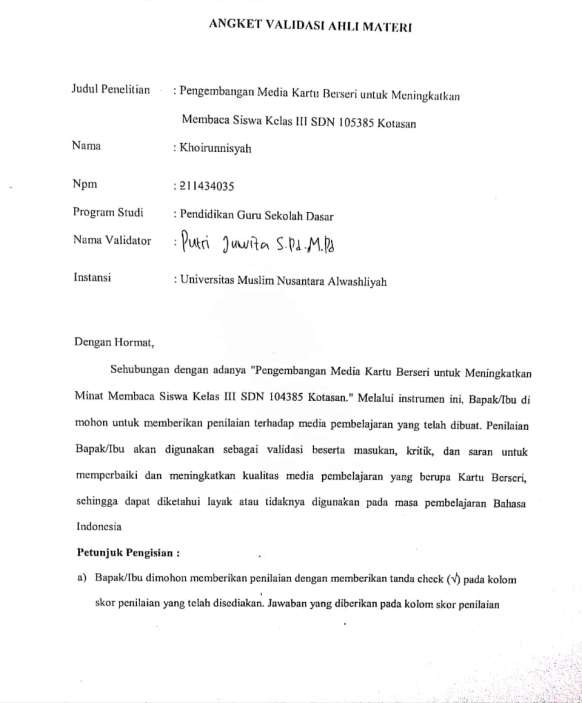 ANGKET VALIDASI AHLI MATERI
Judul Penelitian : Pengembangan Media Kartu Berseri untuk Meningkatkan
Membaca Siswa Kelas III SDN 105385 Kotasan
Nama : Khoirunnisyah
Npm : 211434035
Program Studi : Pendidikan Guru Sekolah Dasar
Nama Validator : Putri Juwita S.Pd.M.Pd
Instansi : Universitas Muslim Nusantara Alwashliyah
Dengan Hormat,
Sehubungan dengan adanya "Pengembangan Media Kartu Berseri untuk Meningkatkan
Minat Membaca Siswa Kelas III SDN 104385 Kotasan." Melalui instrumen ini, Bapak/Ibu di
mohon untuk memberikan penilaian terhadap media pembelajaran yang telah dibuat. Penilaian
Bapak/Ibu akan digunakan sebagai validasi beserta masukan, kritik, dan saran untuk
memperbaiki dan meningkatkan kualitas media pembelajaran yang berupa Kartu Berseri,
sehingga dapat diketahui layak atau tidaknya digunakan pada masa pembelajaran Bahasa
Indonesia
Petunjuk Pengisian :
a) Bapak/Ibu dimohon memberikan penilaian dengan memberikan tanda check (√) pada kolom
skor penilaian yang telah disediakan. Jawaban yang diberikan pada kolom skor penilaian